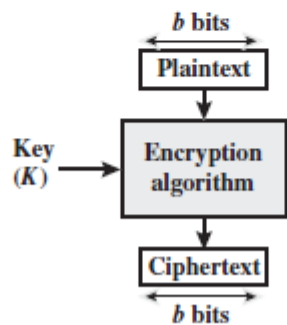 b bits
Plaintext
Key
(K)
Encryption
algorithm
Ciphertext
b bits